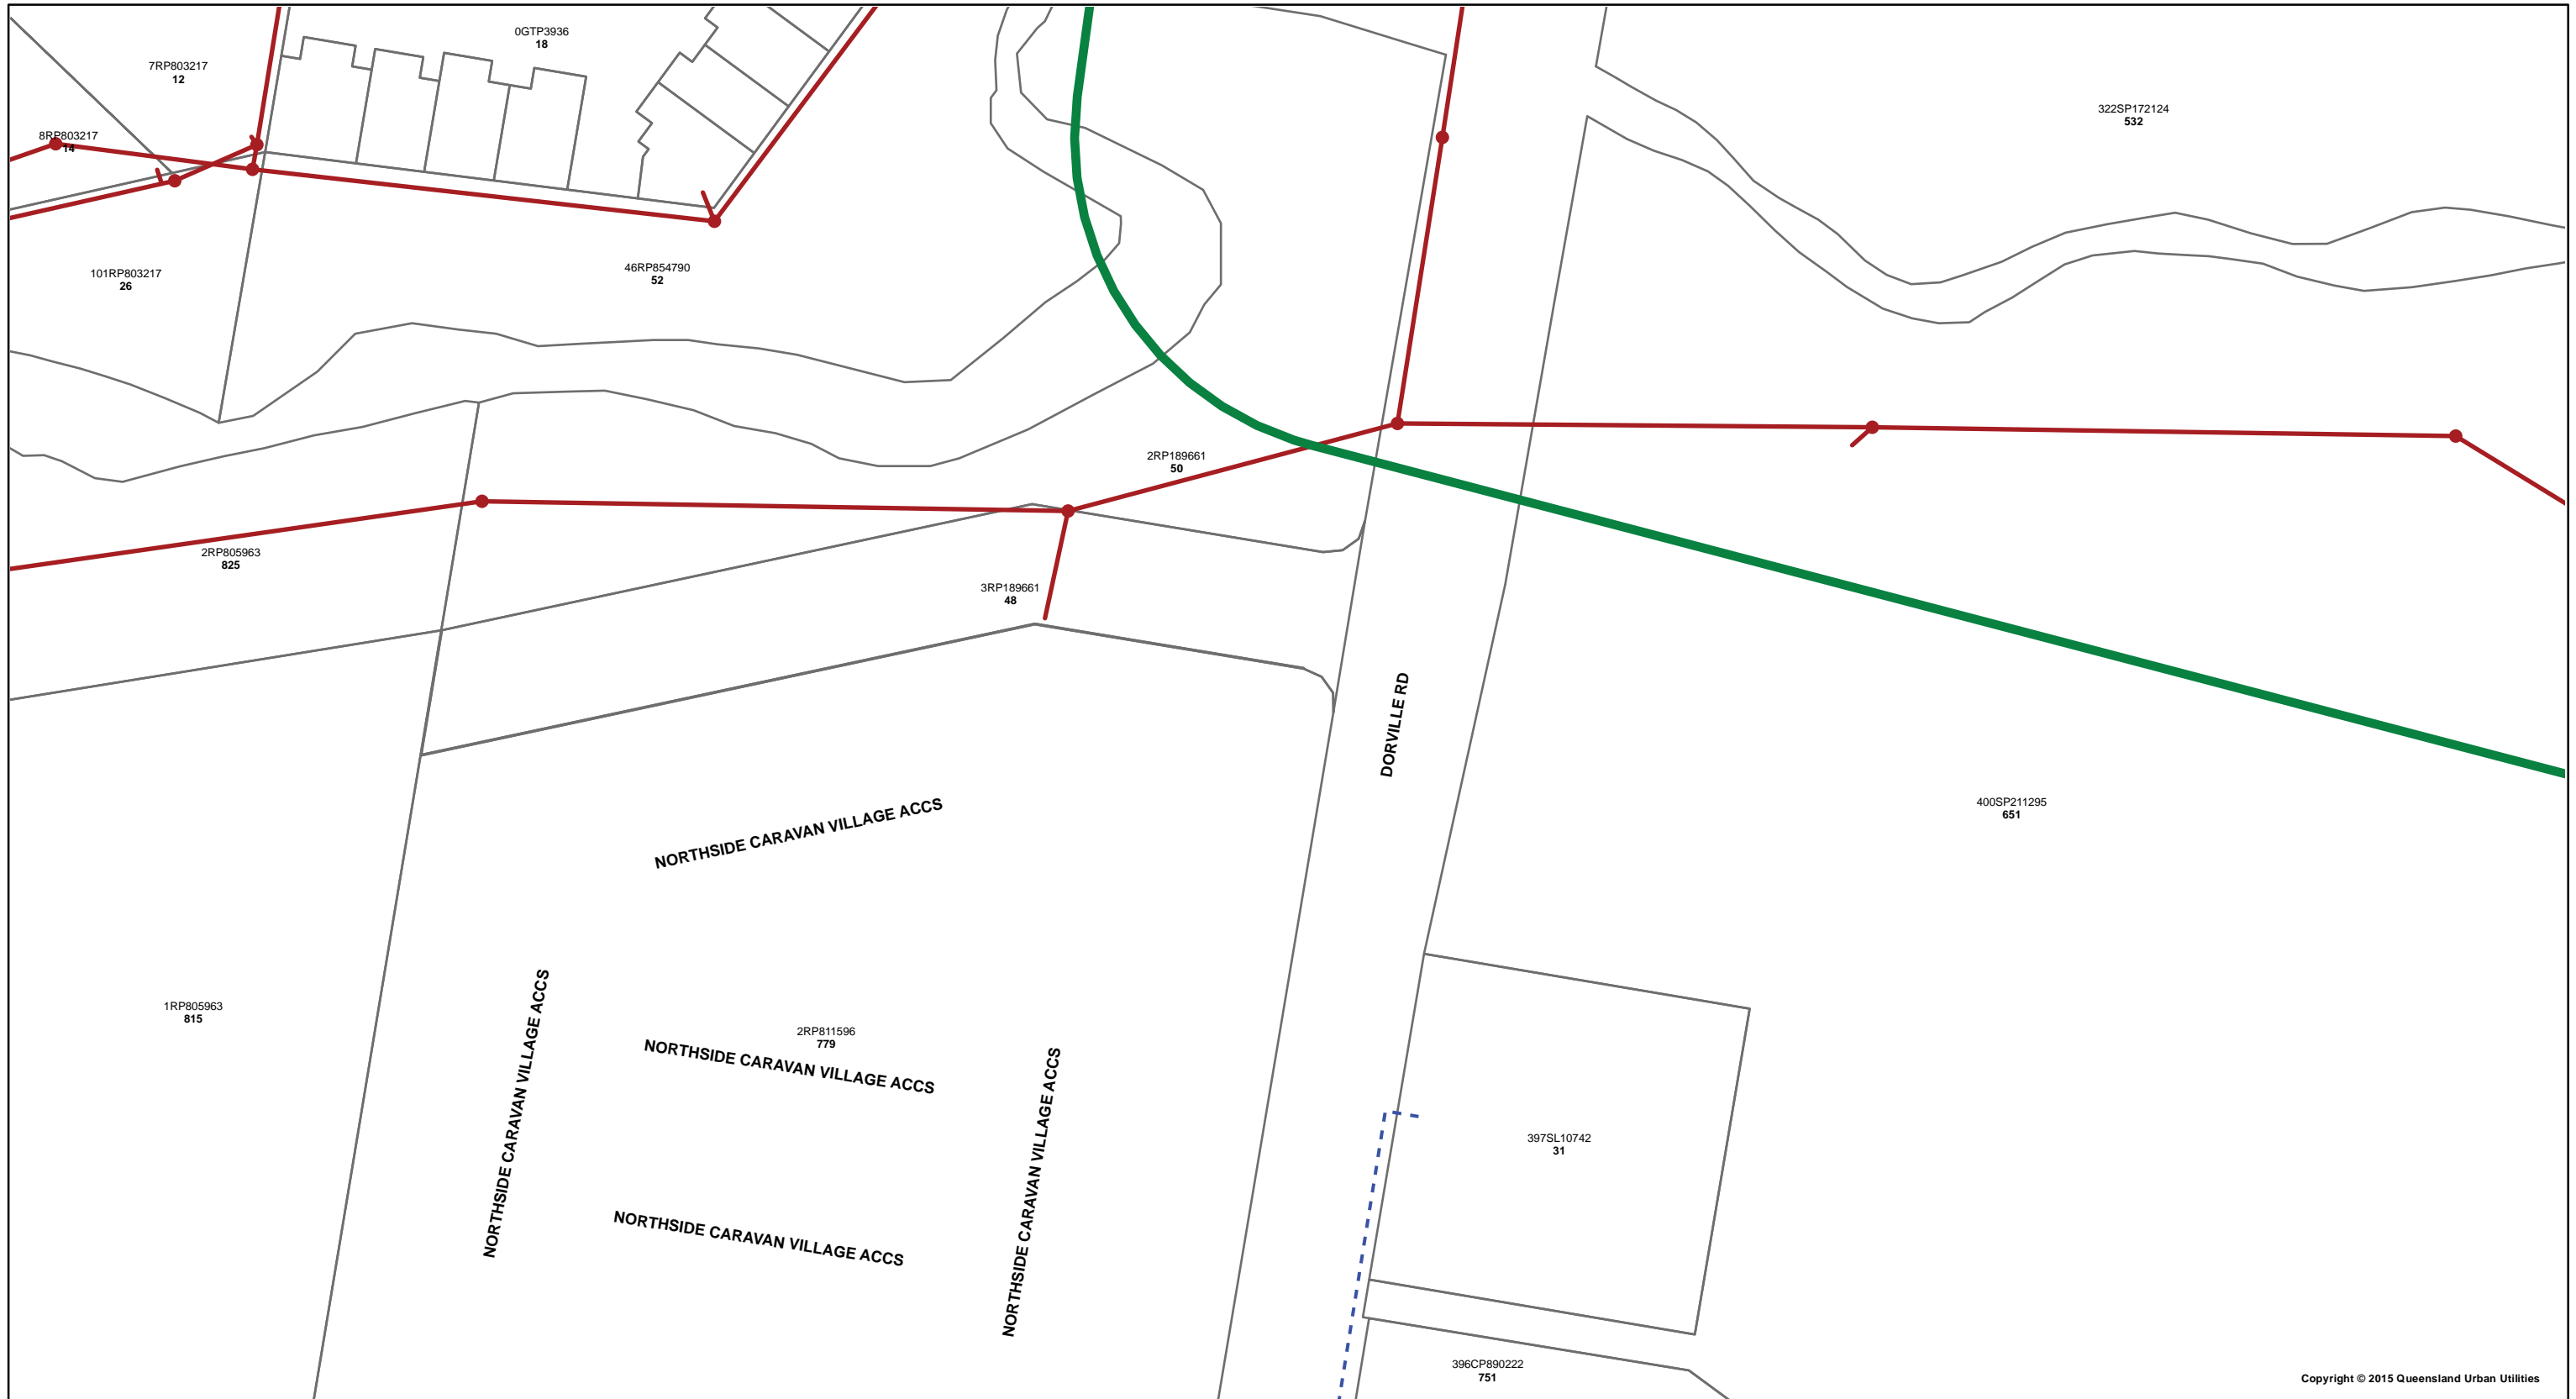 0GTP3936
18
7RP803217
12
322SP172124
532
8RP803217
14
101RP803217
26
46RP854790
52
2RP189661
50
2RP805963
825
3RP189661
48
DORVILLE RD
400SP211295
651
NORTHSIDE CARAVAN VILLAGE ACCS
1RP805963
815
NORTHSIDE CARAVAN VILLAGE ACCS
2RP811596
779
NORTHSIDE CARAVAN VILLAGE ACCS
NORTHSIDE CARAVAN VILLAGE ACCS
397SL10742
31
NORTHSIDE CARAVAN VILLAGE ACCS
396CP890222
751
Copyright © 2015 Queensland Urban Utilities